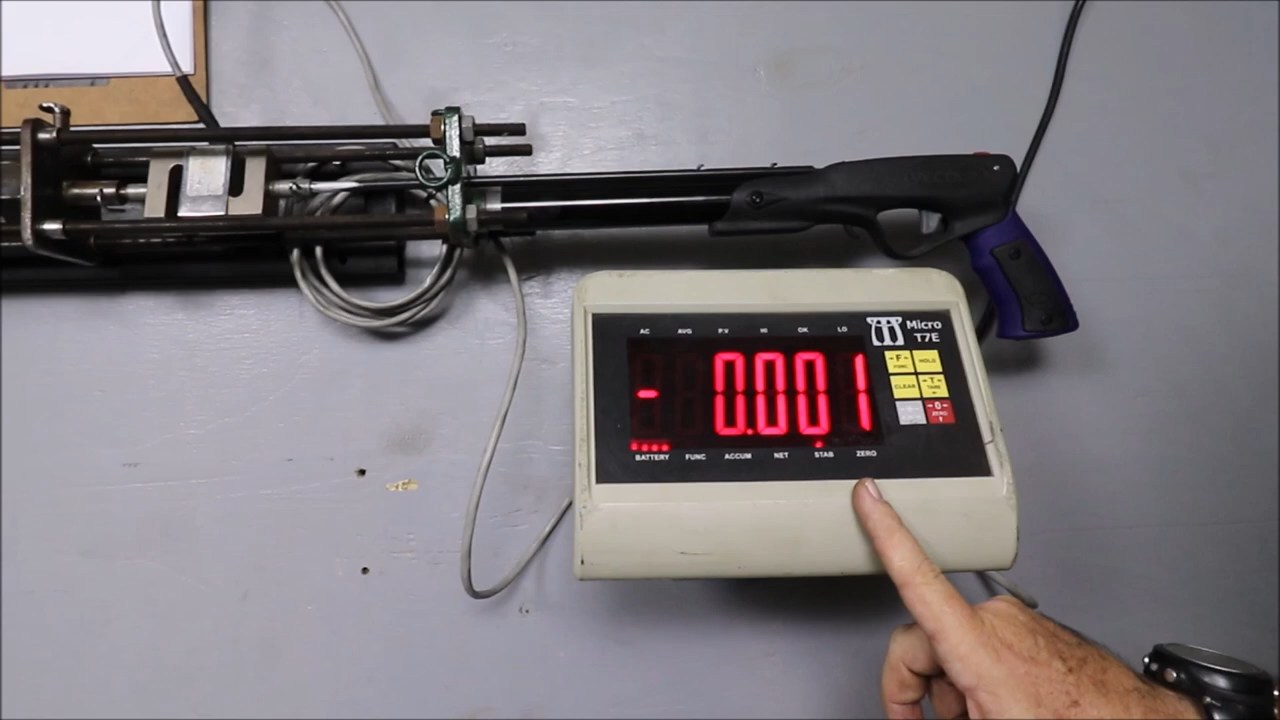 AC AVG P.V HI OK LO
Micro
T7E
- 0.001
F
FUNC
HOLD
CLEAR
T
TARE
0
ZERO
BATTERY FUNC ACCUM NET STAB ZERO